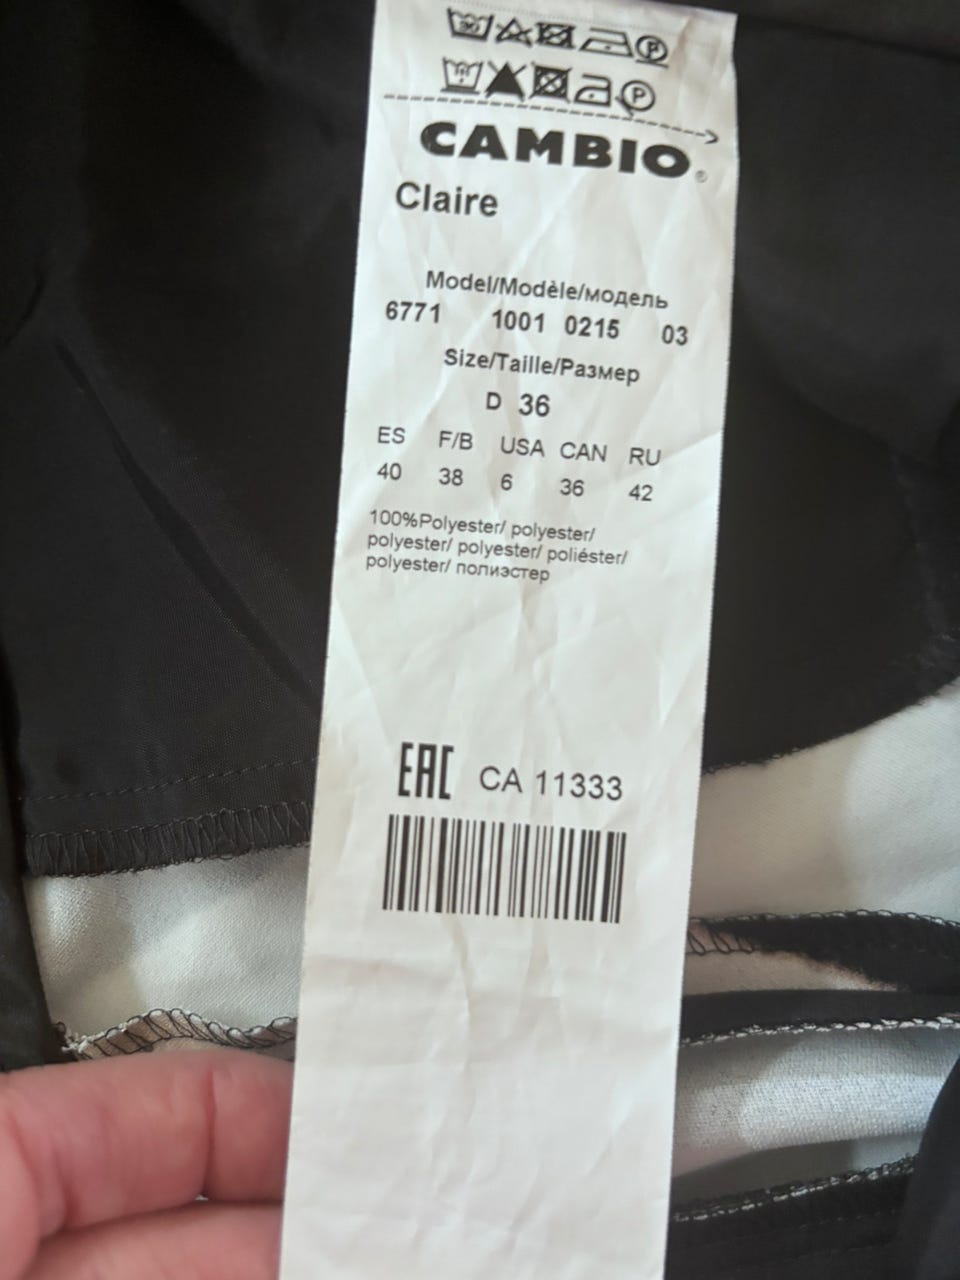 CAMBIO®
Claire
Model/Modèle/модель
6771 1001 0215 03
Size/Taille/Размер
D 36
ES F/B USA CAN RU
40 38 6 36 42
100%Polyester/ polyester/
polyester/ polyester/ poliéster/
polyester/ полиэстер
EAC CA 11333